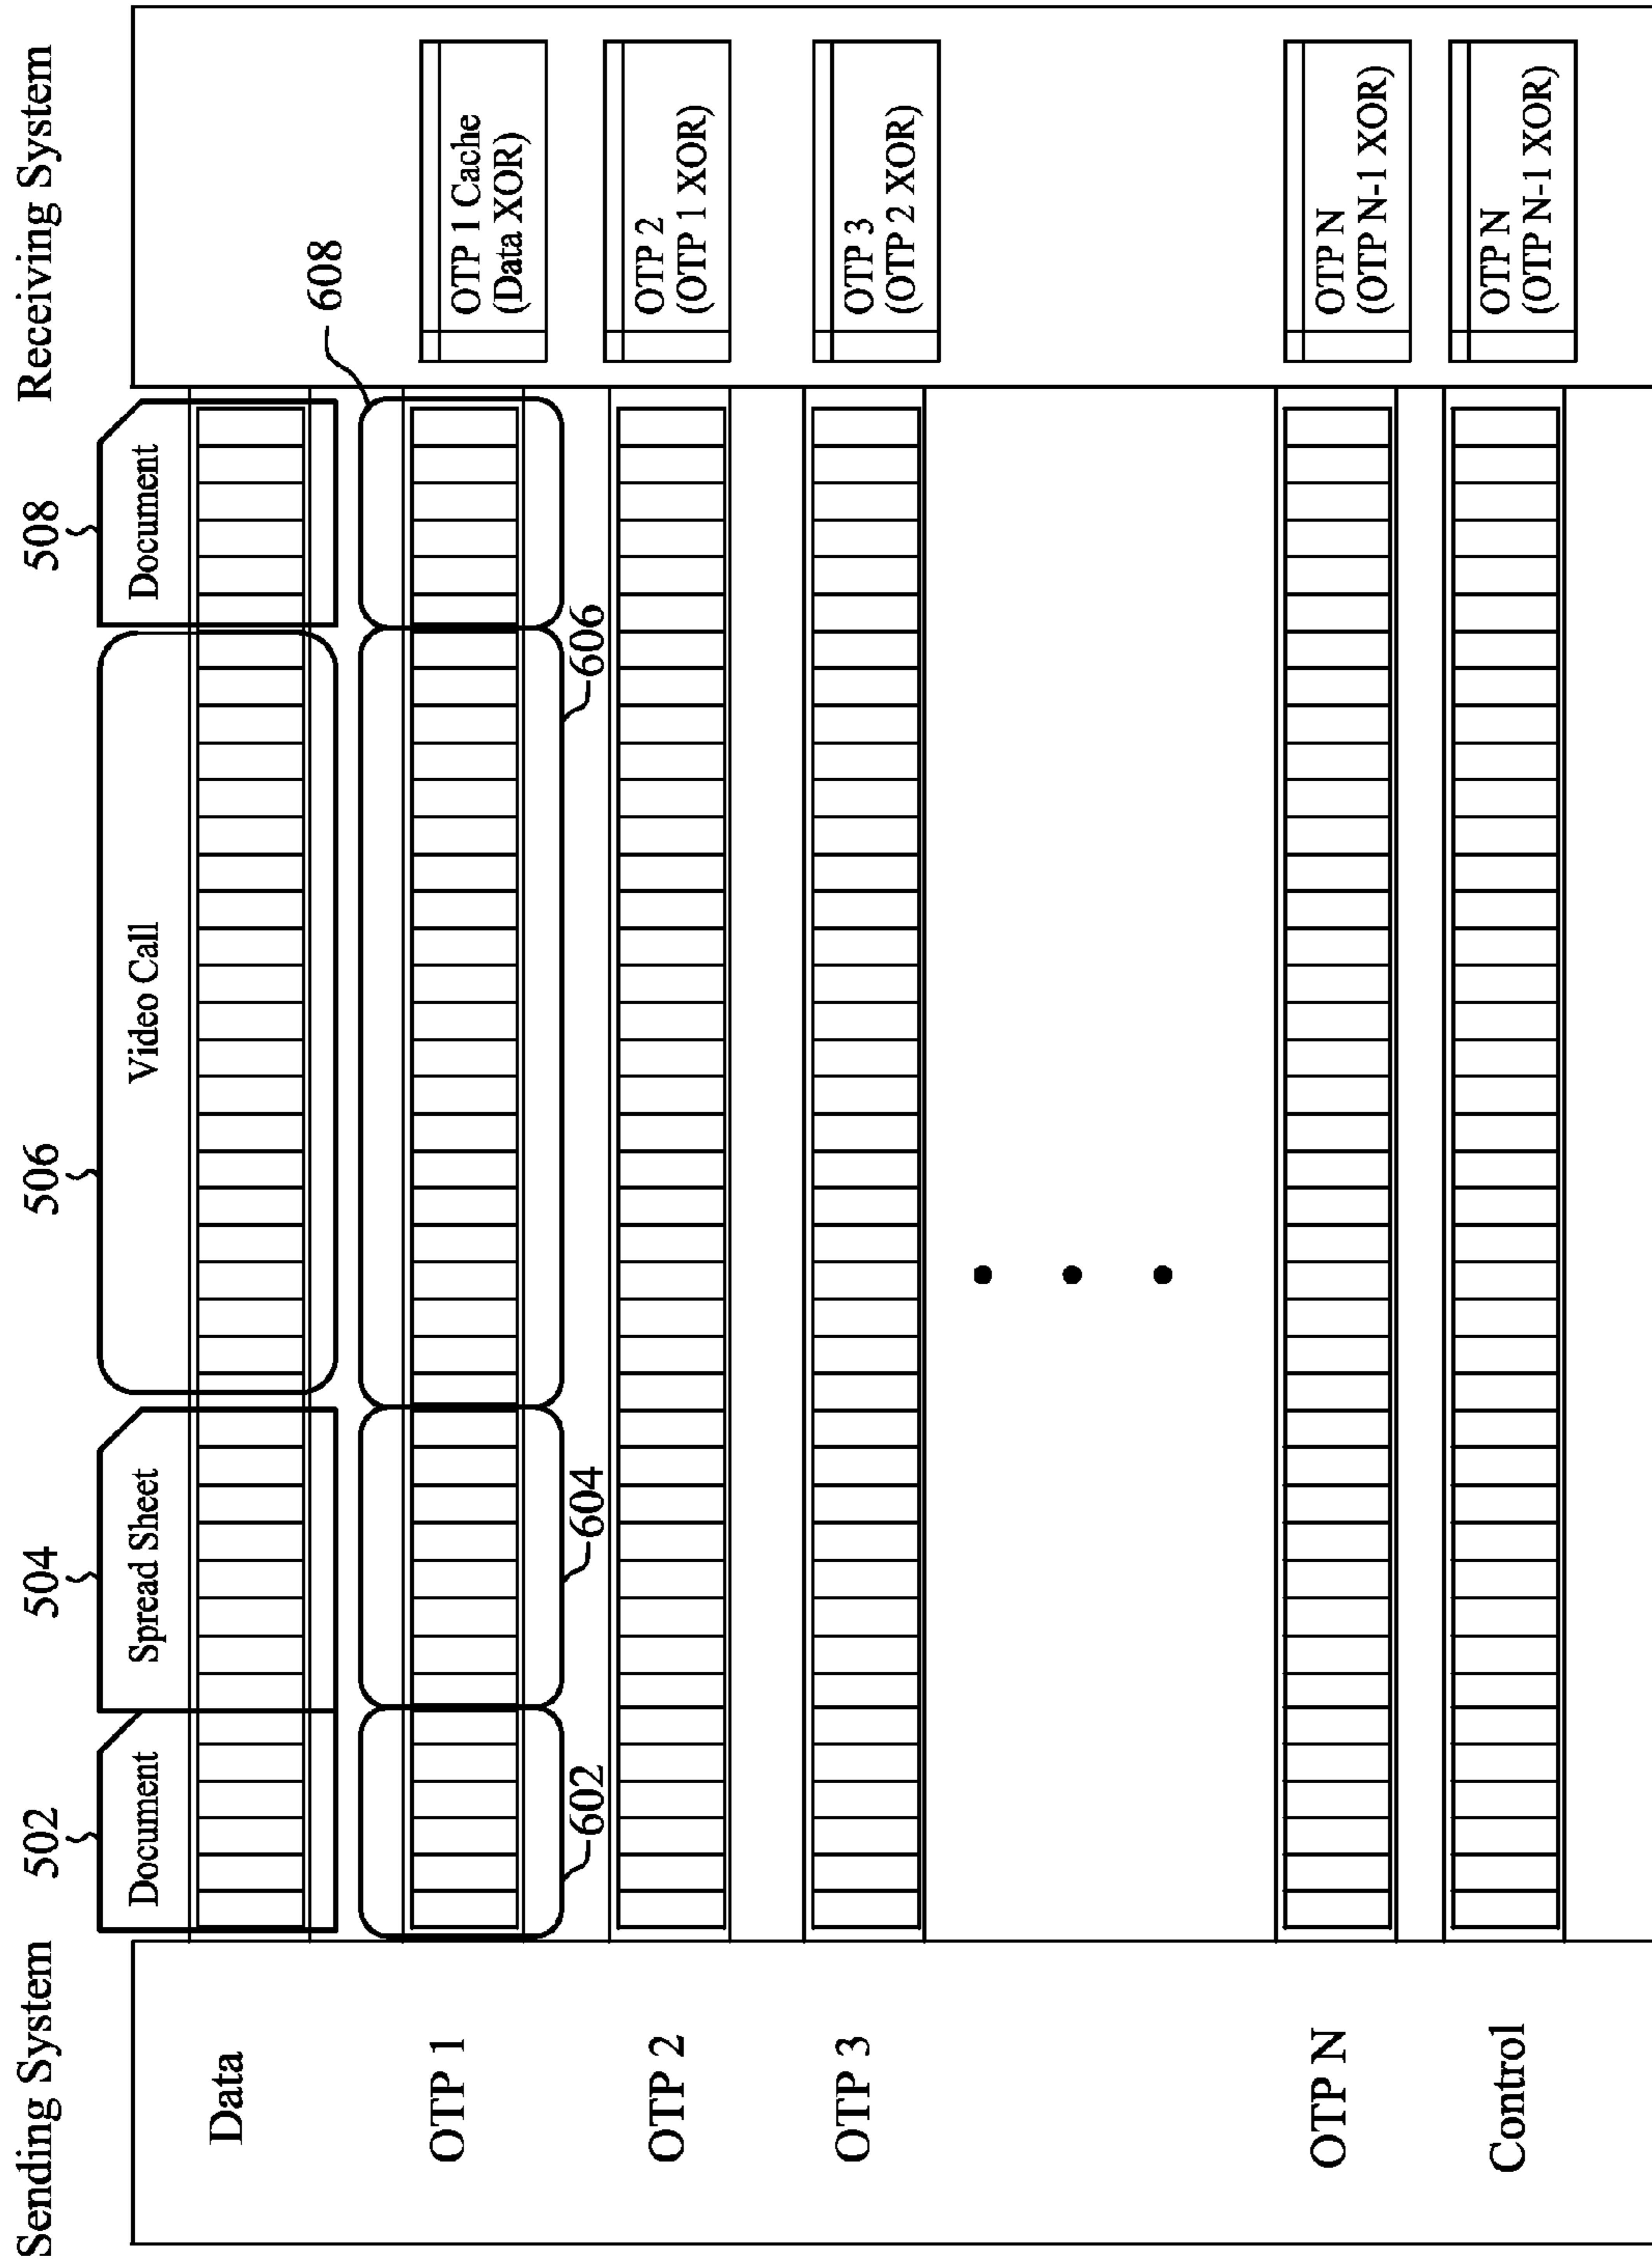 Sending System
Receiving System
502
504
506
508
Document
Spread Sheet
Video Call
Document
Data
608
OTP 1
OTP 1 Cache
(Data XOR)
602
604
606
OTP 2
OTP 2
(OTP 1 XOR)
OTP 3
OTP 3
(OTP 2 XOR)
OTP N
OTP N
(OTP N-1 XOR)
Control
OTP N
(OTP N-1 XOR)